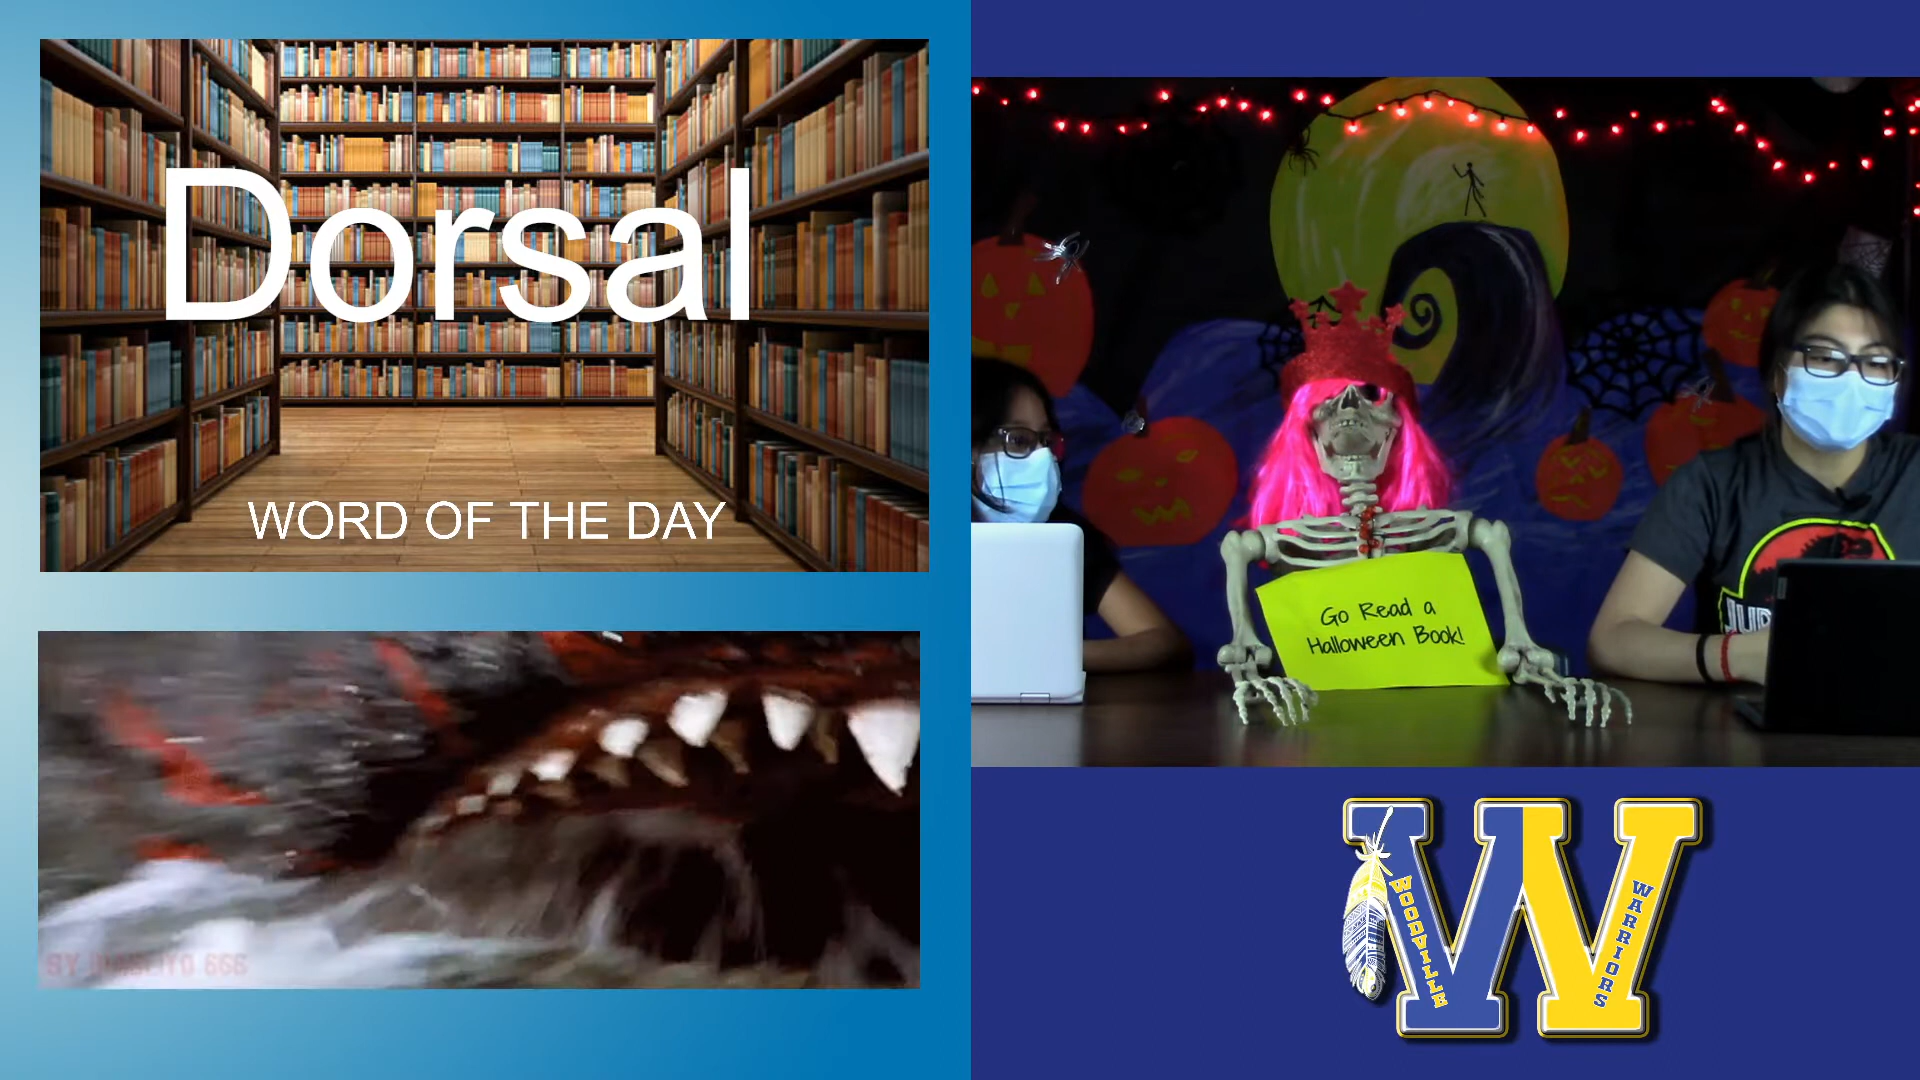 Dorsal
WORD OF THE DAY
Go Read a
Halloween Book!
WOODVILLE
WARRIORS